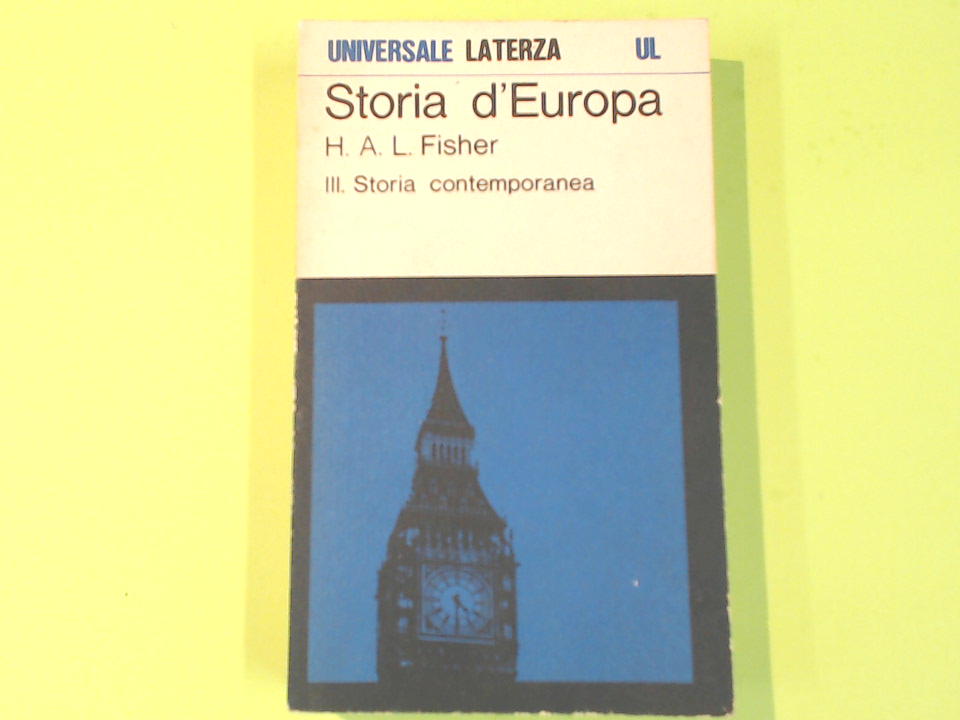 UNIVERSALE LATERZA UL
Storia d'Europa
H. A. L. Fisher
III. Storia contemporanea